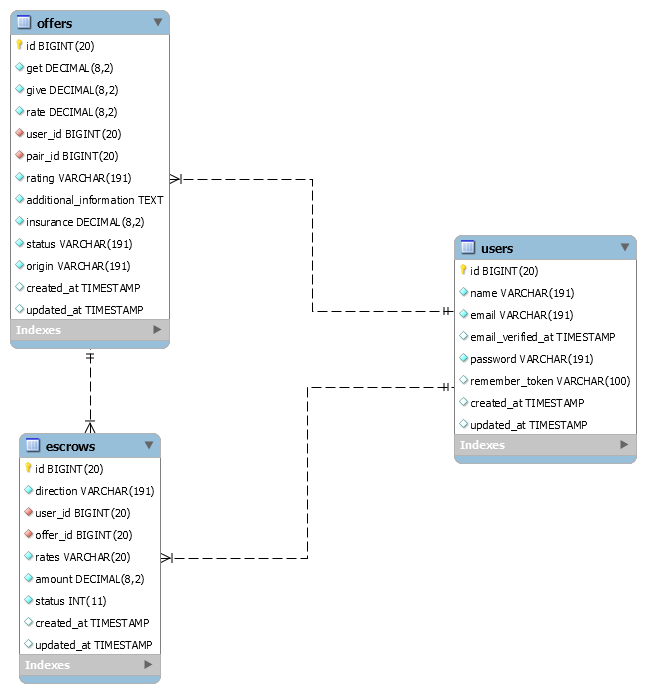 offers
id BIGINT(20)
get DECIMAL(8,2)
give DECIMAL(8,2)
rate DECIMAL(8,2)
user_id BIGINT(20)
pair_id BIGINT(20)
rating VARCHAR(191)
additional_information TEXT
insurance DECIMAL(8,2)
status VARCHAR(191)
origin VARCHAR(191)
created_at TIMESTAMP
updated_at TIMESTAMP
Indexes
users
id BIGINT(20)
name VARCHAR(191)
email VARCHAR(191)
email_verified_at TIMESTAMP
password VARCHAR(191)
remember_token VARCHAR(100)
created_at TIMESTAMP
updated_at TIMESTAMP
Indexes
escrows
id BIGINT(20)
direction VARCHAR(191)
user_id BIGINT(20)
offer_id BIGINT(20)
rates VARCHAR(20)
amount DECIMAL(8,2)
status INT(11)
created_at TIMESTAMP
updated_at TIMESTAMP
Indexes